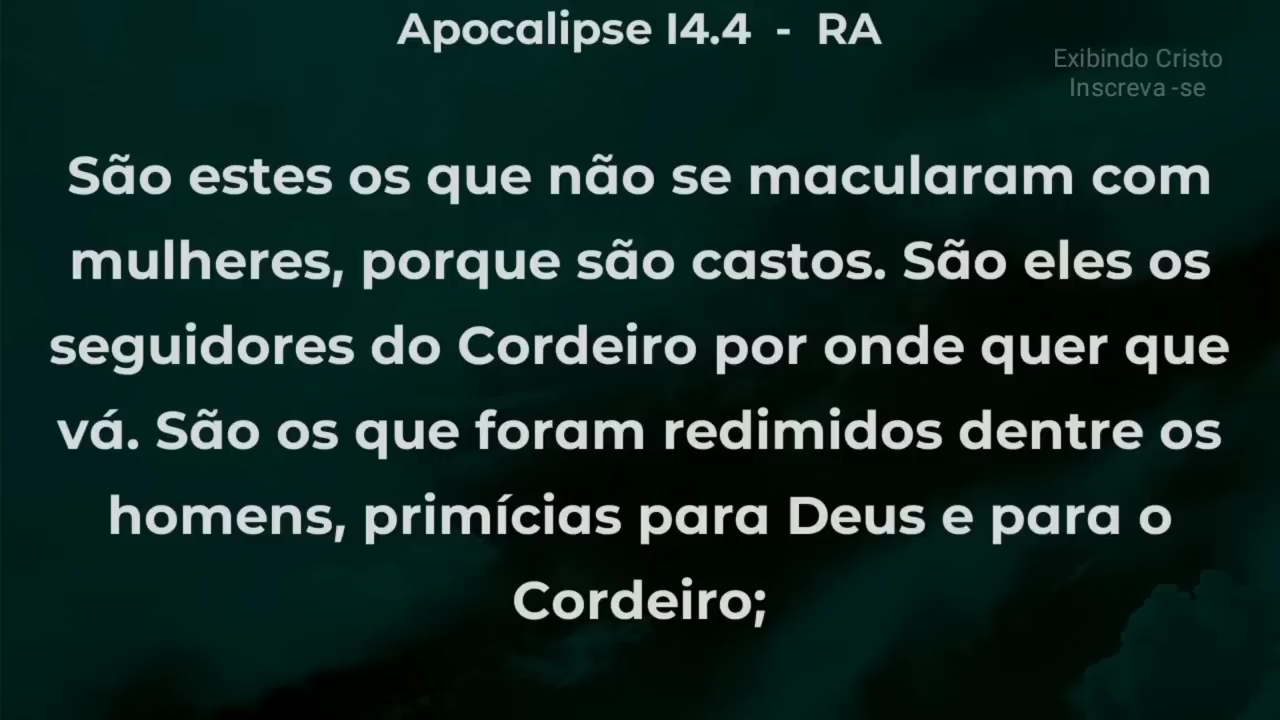 Apocalipse I4.4 - RA
Exibindo Cristo
Inscreva -se
São estes os que não se macularam com
mulheres, porque são castos. São eles os
seguidores do Cordeiro por onde quer que
vá. São os que foram redimidos dentre os
homens, primícias para Deus e para o
Cordeiro;